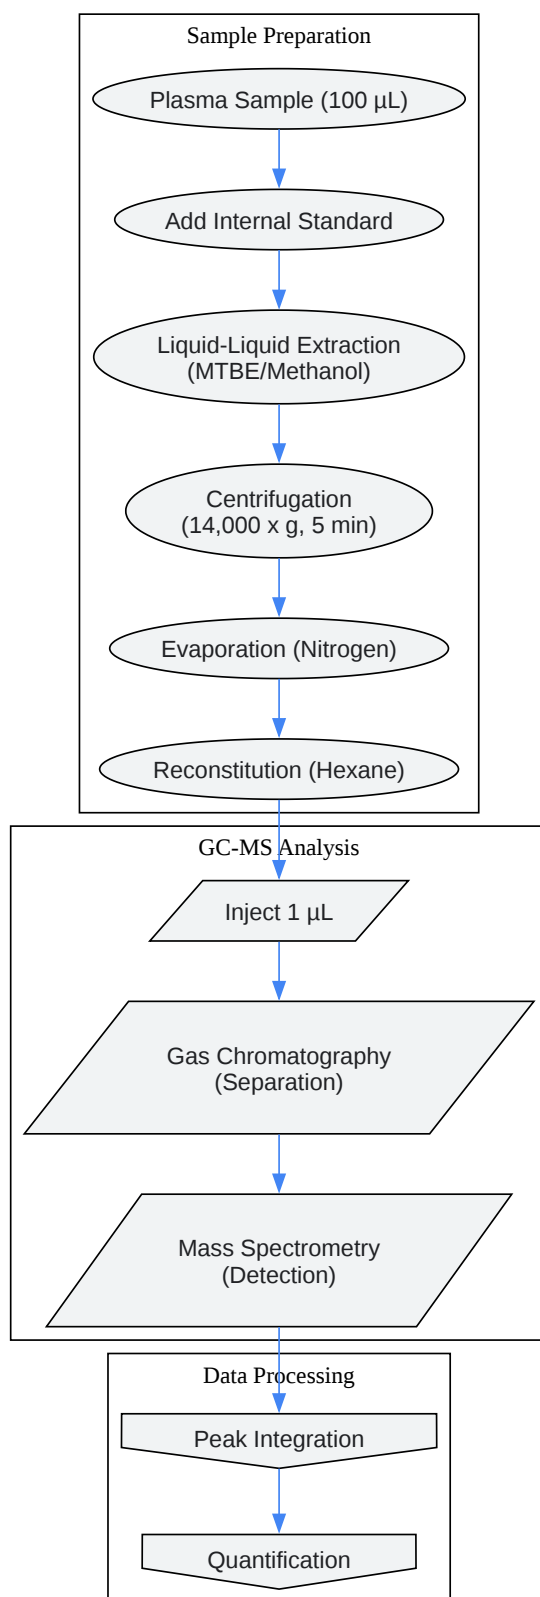 Sample Preparation
Plasma Sample (100 µL)
Add Internal Standard
Liquid-Liquid Extraction
(MTBE/Methanol)
Centrifugation
(14,000 x g, 5 min)
Evaporation (Nitrogen)
Reconstitution (Hexane)
GC-MS Analysis
Inject 1 µL
Gas Chromatography
(Separation)
Mass Spectrometry
(Detection)
Data Processing
Peak Integration
Quantification